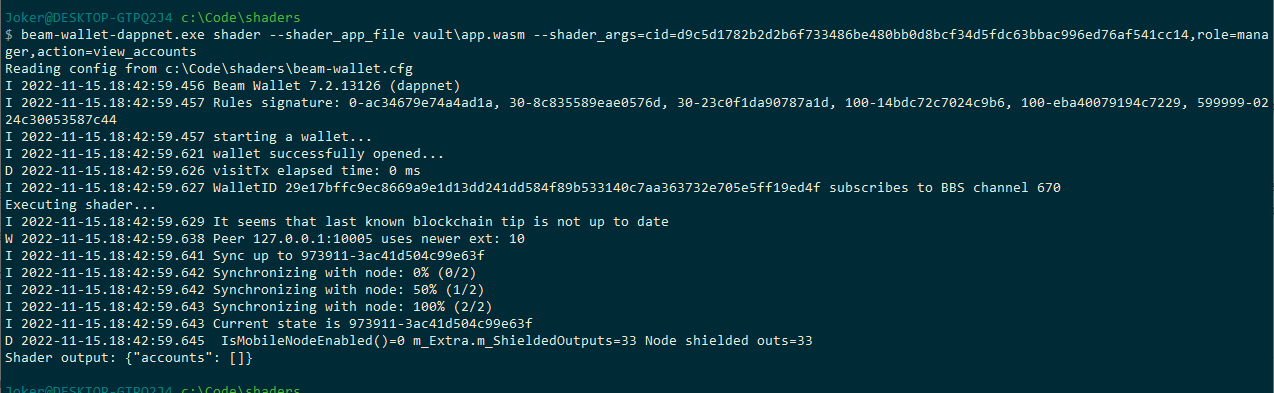 Joker@DESKTOP-GTPQ2J4 c:\Code\shaders
$ beam-wallet-dappnet.exe shader --shader_app_file vault\app.wasm --shader_args=cid=d9c5d1782b2d2b6f733486be480bb0d8bcf34d5fdc63bbac996ed76af541cc14,role=mana
ger,action=view_accounts
Reading config from c:\Code\shaders\beam-wallet.cfg
I 2022-11-15.18:42:59.456 Beam Wallet 7.2.13126 (dappnet)
I 2022-11-15.18:42:59.457 Rules signature: 0-ac34679e74a4ad1a, 30-8c835589eae0576d, 30-23c0f1da90787a1d, 100-14bdc72c7024c9b6, 100-eba40079194c7229, 599999-02
24c30053587c44
I 2022-11-15.18:42:59.457 starting a wallet...
I 2022-11-15.18:42:59.621 wallet successfully opened...
D 2022-11-15.18:42:59.626 visitTx elapsed time: 0 ms
I 2022-11-15.18:42:59.627 WalletID 29e17bffc9ec8669a9e1d13dd241dd584f89b533140c7aa363732e705e5ff19ed4f subscribes to BBS channel 670
Executing shader...
I 2022-11-15.18:42:59.629 It seems that last known blockchain tip is not up to date
W 2022-11-15.18:42:59.638 Peer 127.0.0.1:10005 uses newer ext: 10
I 2022-11-15.18:42:59.641 Sync up to 973911-3ac41d504c99e63f
I 2022-11-15.18:42:59.642 Synchronizing with node: 0% (0/2)
I 2022-11-15.18:42:59.642 Synchronizing with node: 50% (1/2)
I 2022-11-15.18:42:59.643 Synchronizing with node: 100% (2/2)
I 2022-11-15.18:42:59.643 Current state is 973911-3ac41d504c99e63f
D 2022-11-15.18:42:59.645  IsMobileNodeEnabled()=0 m_Extra.m_ShieldedOutputs=33 Node shielded outs=33
Shader output: {"accounts": []}
Joker@DESKTOP-GTPQ2J4 c:\Code\shaders